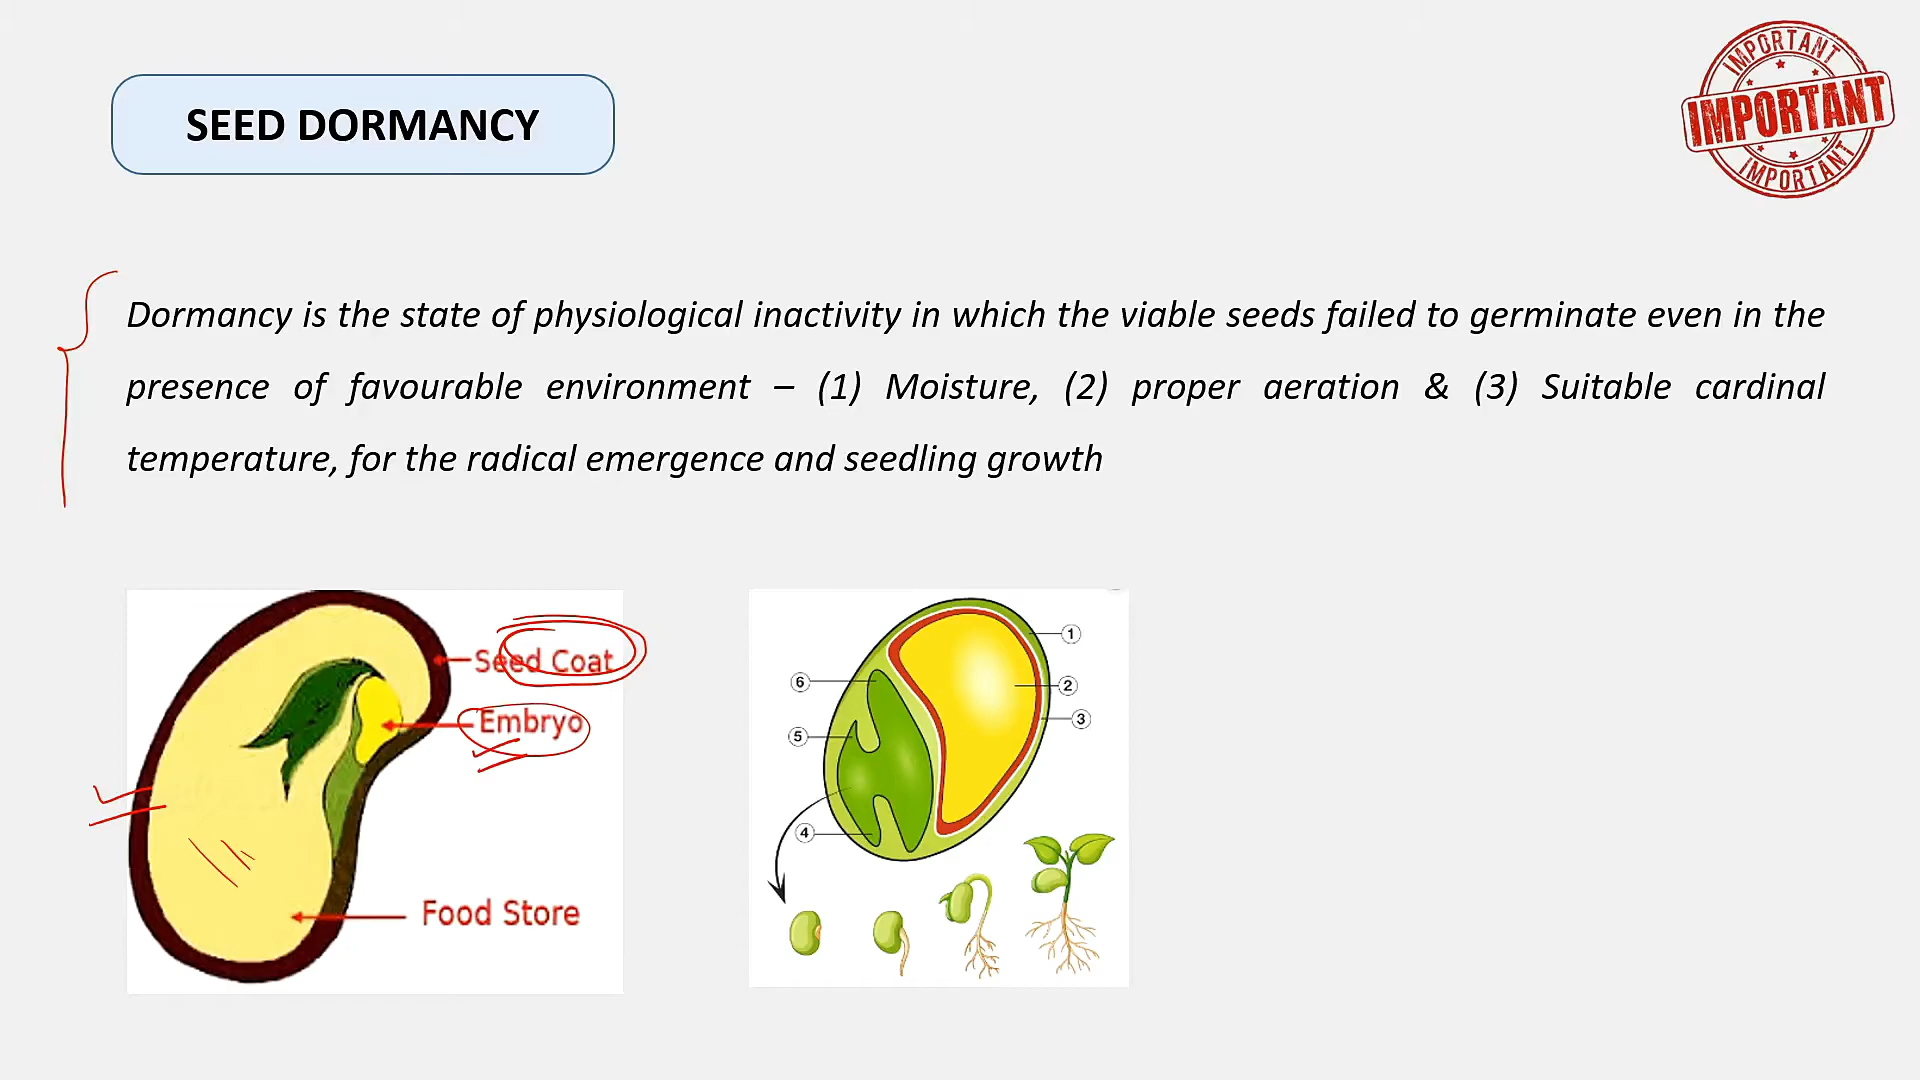 SEED DORMANCY
IMPORTANT
IMPORTANT
IMPORTANT
Dormancy is the state of physiological inactivity in which the viable seeds failed to germinate even in the
presence of favourable environment – (1) Moisture, (2) proper aeration & (3) Suitable cardinal
temperature, for the radical emergence and seedling growth
Seed Coat
Embryo
Food Store
1
2
3
4
5
6